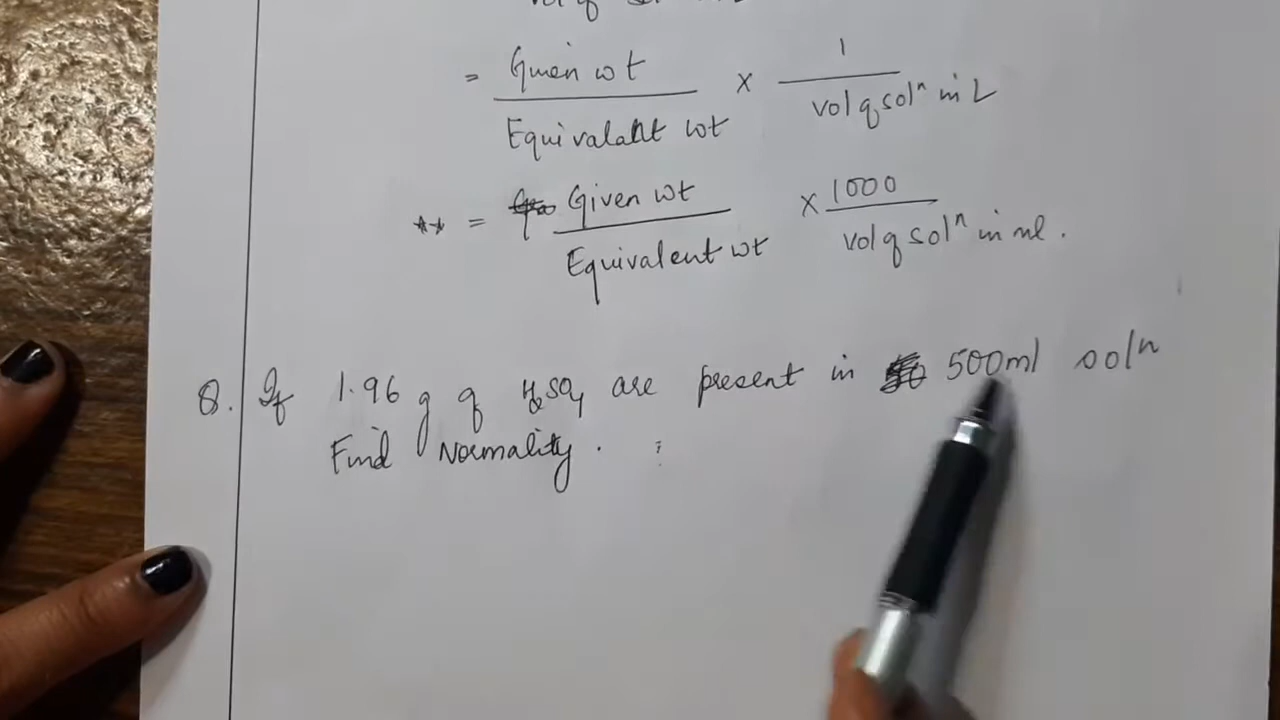 = Given wt / Equivalent wt × 1 / vol of solⁿ in L
** = Given wt / Equivalent wt × 1000 / vol of solⁿ in ml.
Q. If 1.96 g of H₂SO₄ are present in 500ml solⁿ
Find Normality.